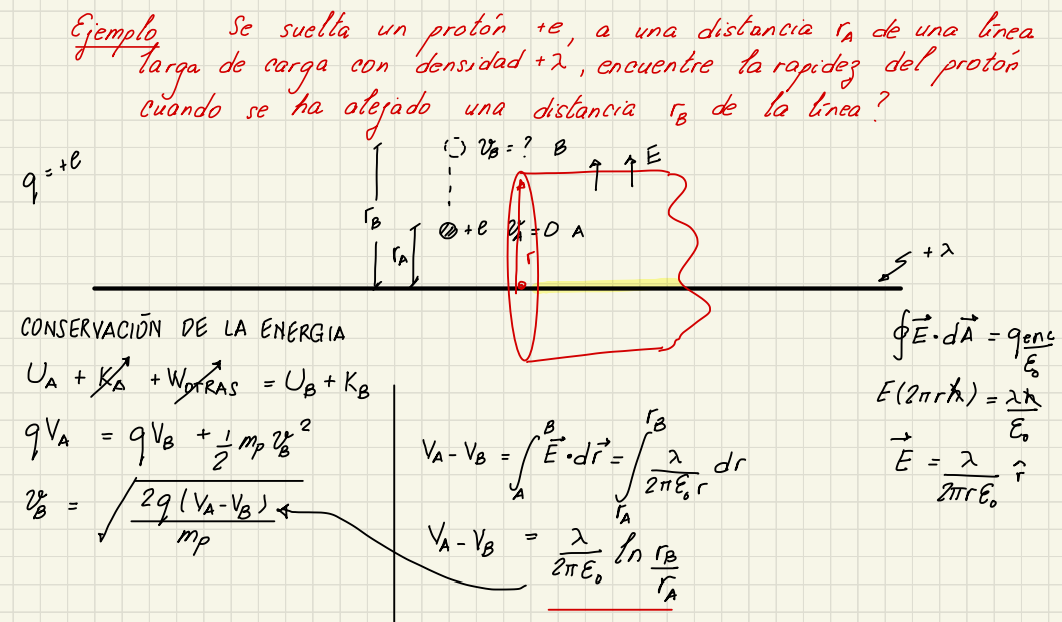 Ejemplo Se suelta un protón +e, a una distancia r_A de una línea
larga de carga con densidad +λ, encuentre la rapidez del protón
cuando se ha alejado una distancia r_B de la línea?
q = +e
v_B = ? B
E
r_B
r_A
+e v_A = 0 A
r
+λ
CONSERVACIÓN DE LA ENERGIA
U_A + K_A + W_OTRAS = U_B + K_B
qV_A = qV_B + 1/2 m_p v_B^2
v_B = √(2q(V_A - V_B)/m_p)
V_A - V_B = ∫_A^B E⃗ · dr⃗ = ∫_{r_A}^{r_B} λ/(2πε₀r) dr
V_A - V_B = λ/(2πε₀) ln r_B/r_A
∮E⃗ · dA⃗ = q_enc/ε₀
E(2πrh) = λh/ε₀
E⃗ = λ/(2πrε₀) r̂